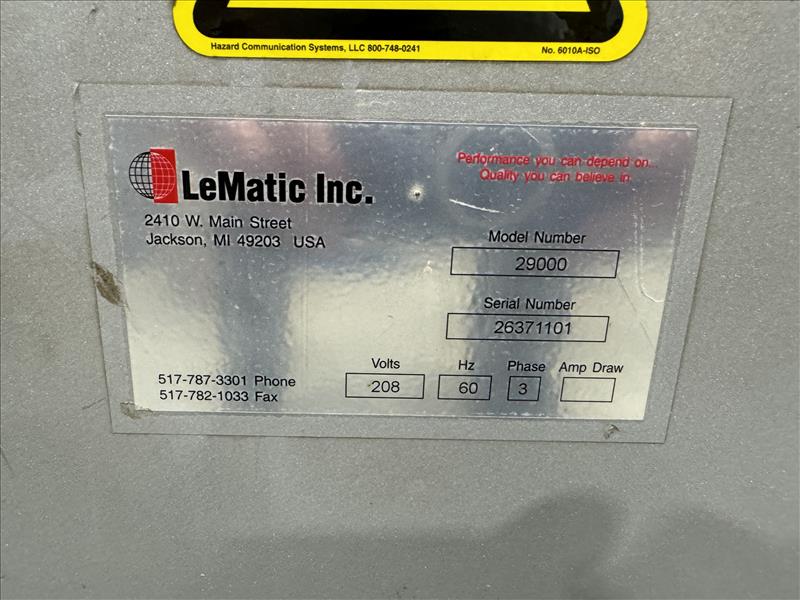 Hazard Communication Systems, LLC 800-748-0241
No. 6010A-ISO
LeMatic Inc.
Performance you can depend on...
Quality you can believe in
2410 W. Main Street
Jackson, MI 49203 USA
Model Number
29000
Serial Number
26371101
Volts Hz Phase Amp Draw
208 60 3
517-787-3301 Phone
517-782-1033 Fax